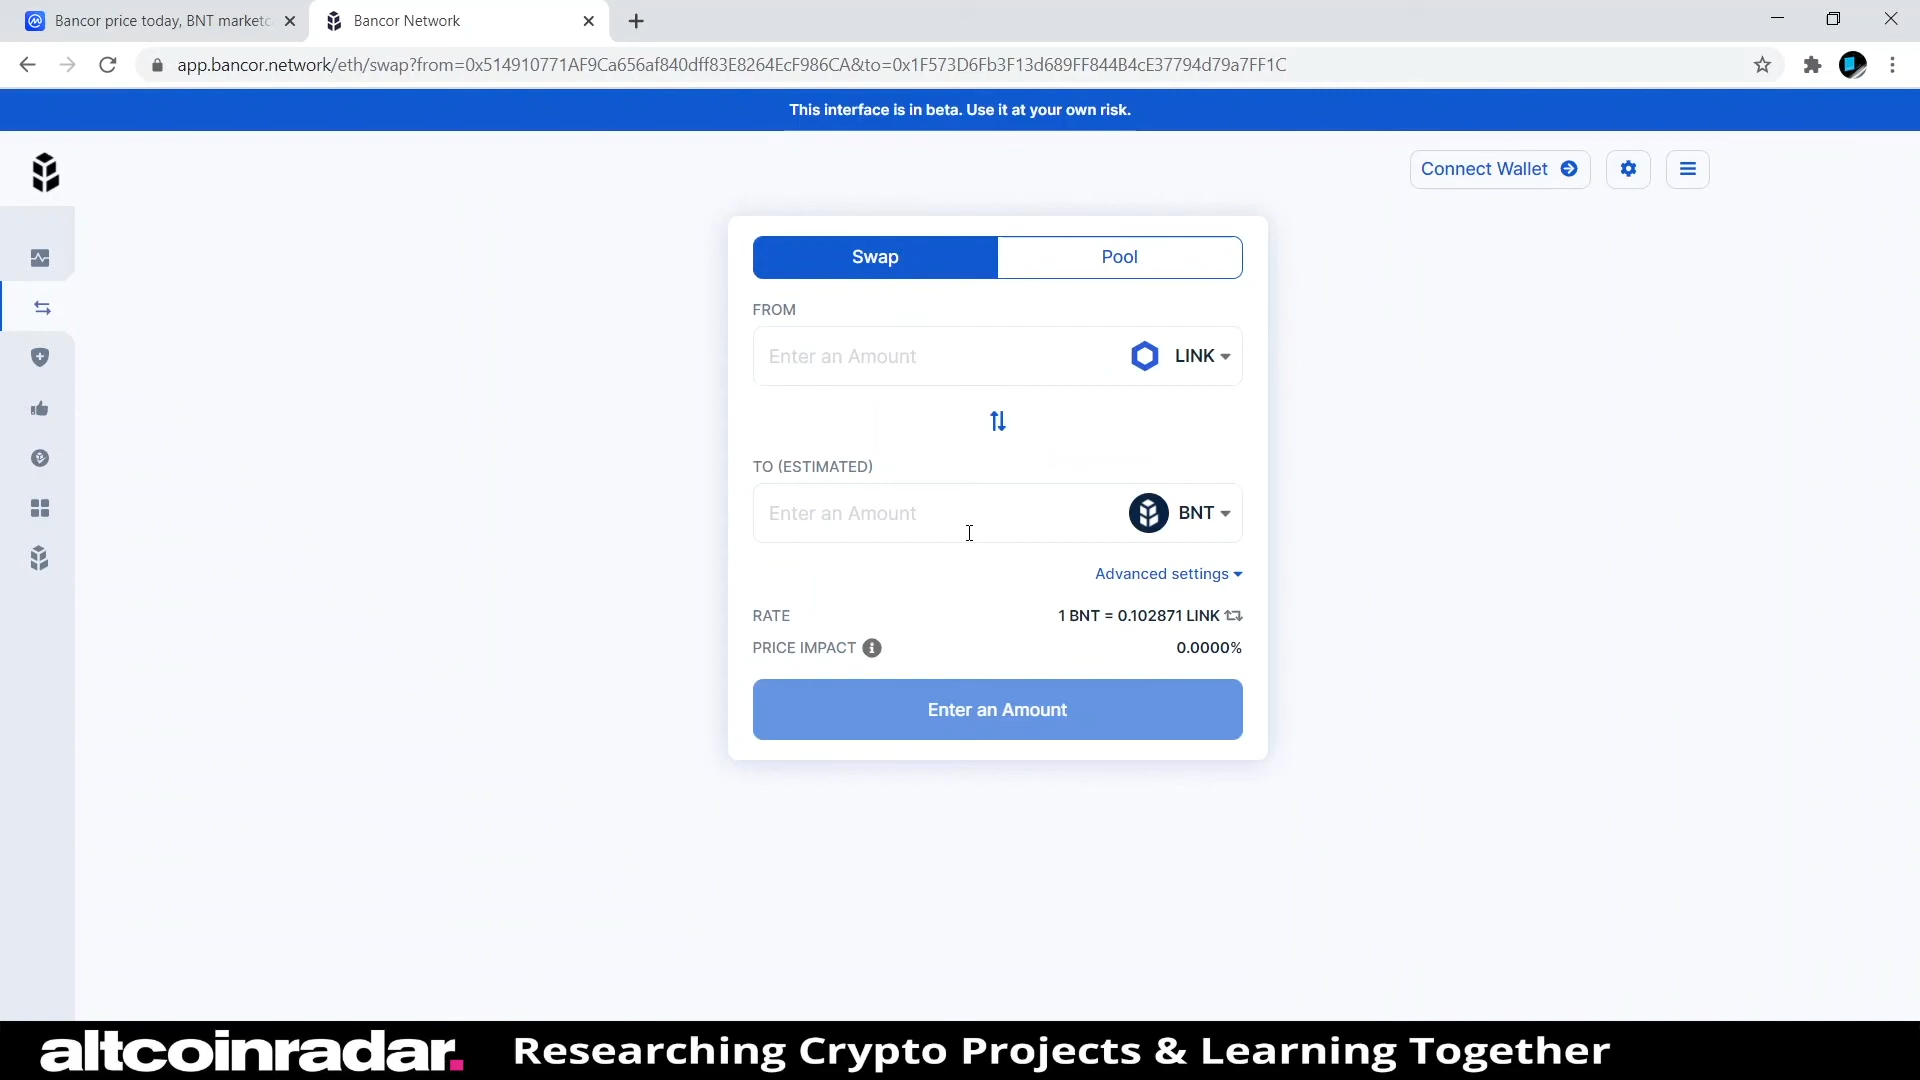 Bancor price today, BNT marketc
Bancor Network
app.bancor.network/eth/swap?from=0x514910771AF9Ca656af840dff83E8264EcF986CA&to=0x1F573D6Fb3F13d689FF844B4cE37794d79a7FF1C
This interface is in beta. Use it at your own risk.
Connect Wallet
Swap Pool
FROM
Enter an Amount LINK
TO (ESTIMATED)
Enter an Amount BNT
Advanced settings
RATE 1 BNT = 0.102871 LINK
PRICE IMPACT 0.0000%
Enter an Amount
altcoinradar. Researching Crypto Projects & Learning Together